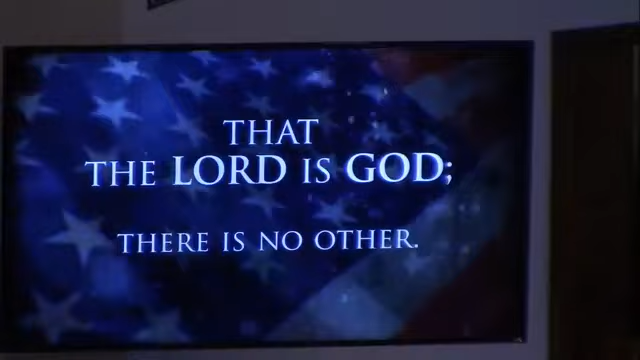 THAT
THE LORD IS GOD;
THERE IS NO OTHER.